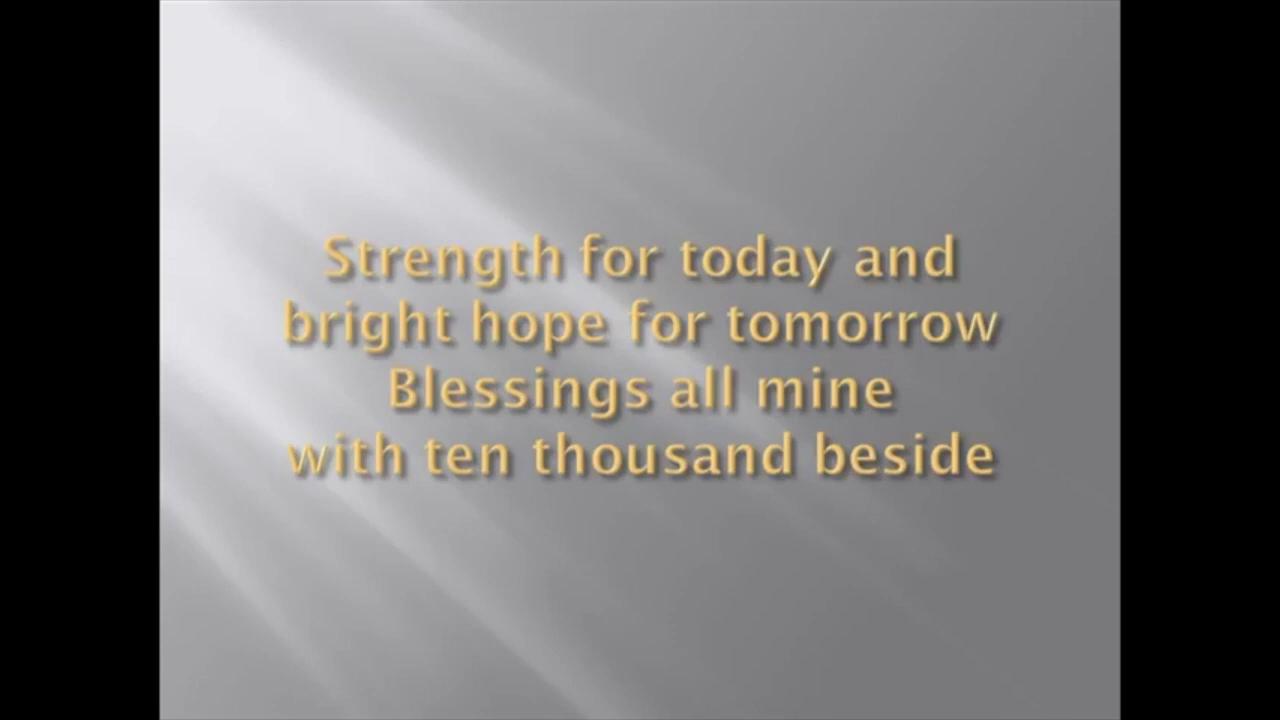 Strength for today and
bright hope for tomorrow
Blessings all mine
with ten thousand beside